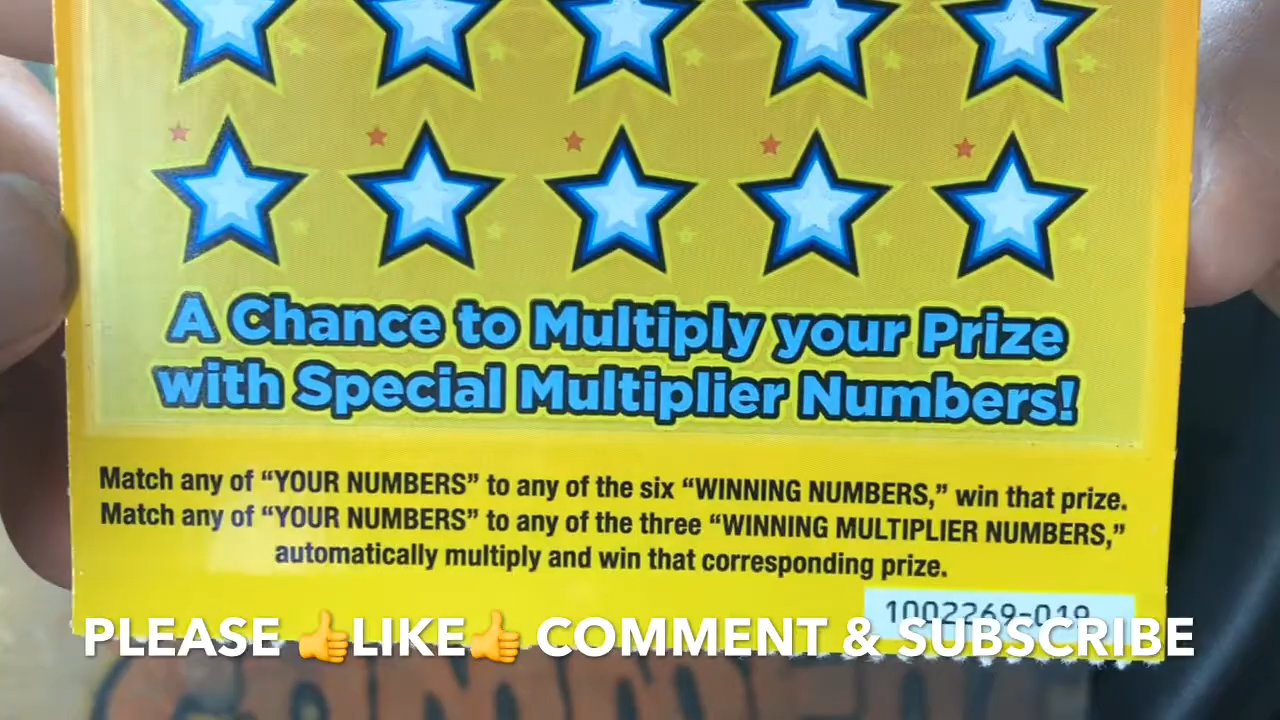 A Chance to Multiply your Prize
with Special Multiplier Numbers!
Match any of “YOUR NUMBERS” to any of the six “WINNING NUMBERS,” win that prize.
Match any of “YOUR NUMBERS” to any of the three “WINNING MULTIPLIER NUMBERS,”
automatically multiply and win that corresponding prize.
1002269-019
PLEASE 👍LIKE👍 COMMENT & SUBSCRIBE